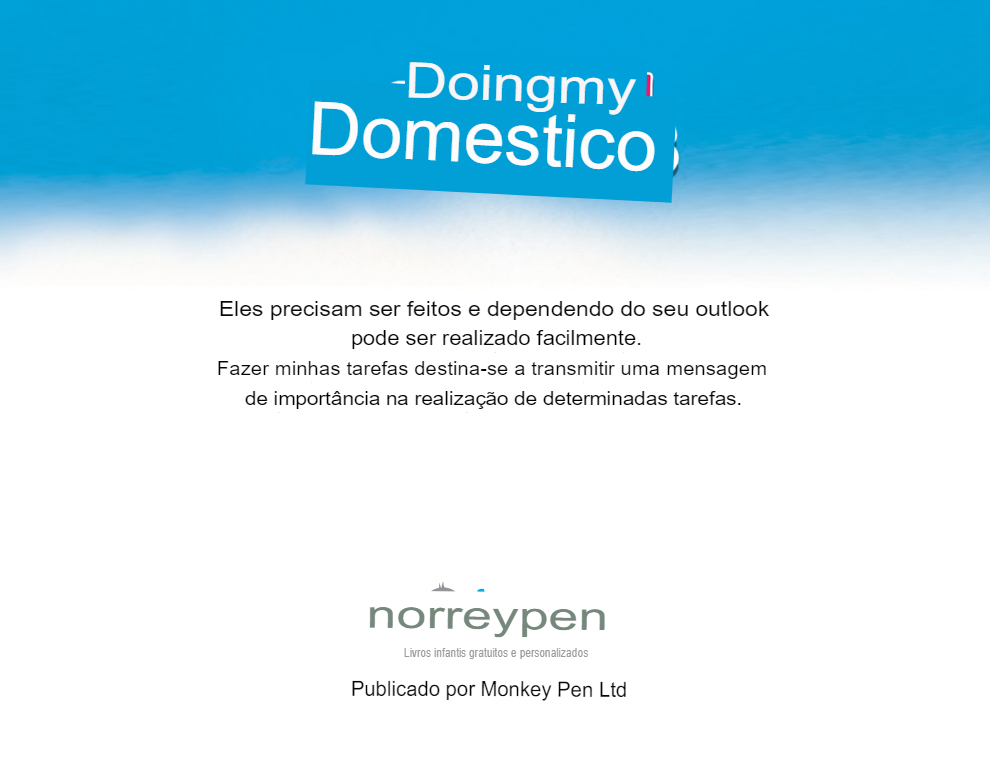 Doingmy
Domestico
Eles precisam ser feitos e dependendo do seu outlook
pode ser realizado facilmente.
Fazer minhas tarefas destina-se a transmitir uma mensagem
de importância na realização de determinadas tarefas.
norreypen
Livros infantis gratuitos e personalizados
Publicado por Monkey Pen Ltd